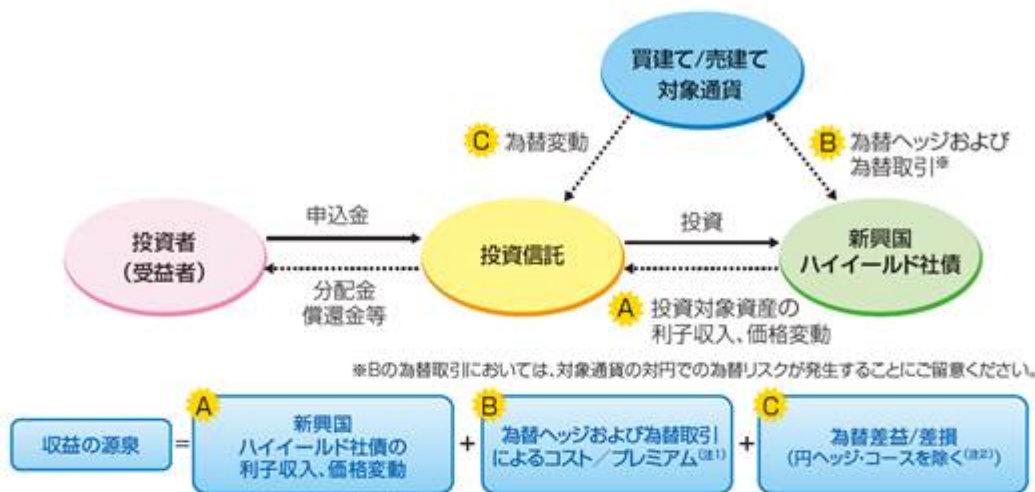 買建て/売建て
対象通貨
C 為替変動
B 為替ヘッジおよび
為替取引※
申込金
投資
投資者
(受益者)
投資信託
新興国
ハイイールド社債
分配金
償還金等
A 投資対象資産の
利子収入、価格変動
※Bの為替取引においては、対象通貨の対円での為替リスクが発生することにご留意ください。
収益の源泉
=
A
新興国
ハイイールド社債の
利子収入、価格変動
+
B
為替ヘッジおよび為替取引
によるコスト/プレミアム(注1)
+
C
為替差益/差損
(円ヘッジ・コースを除く(注2))